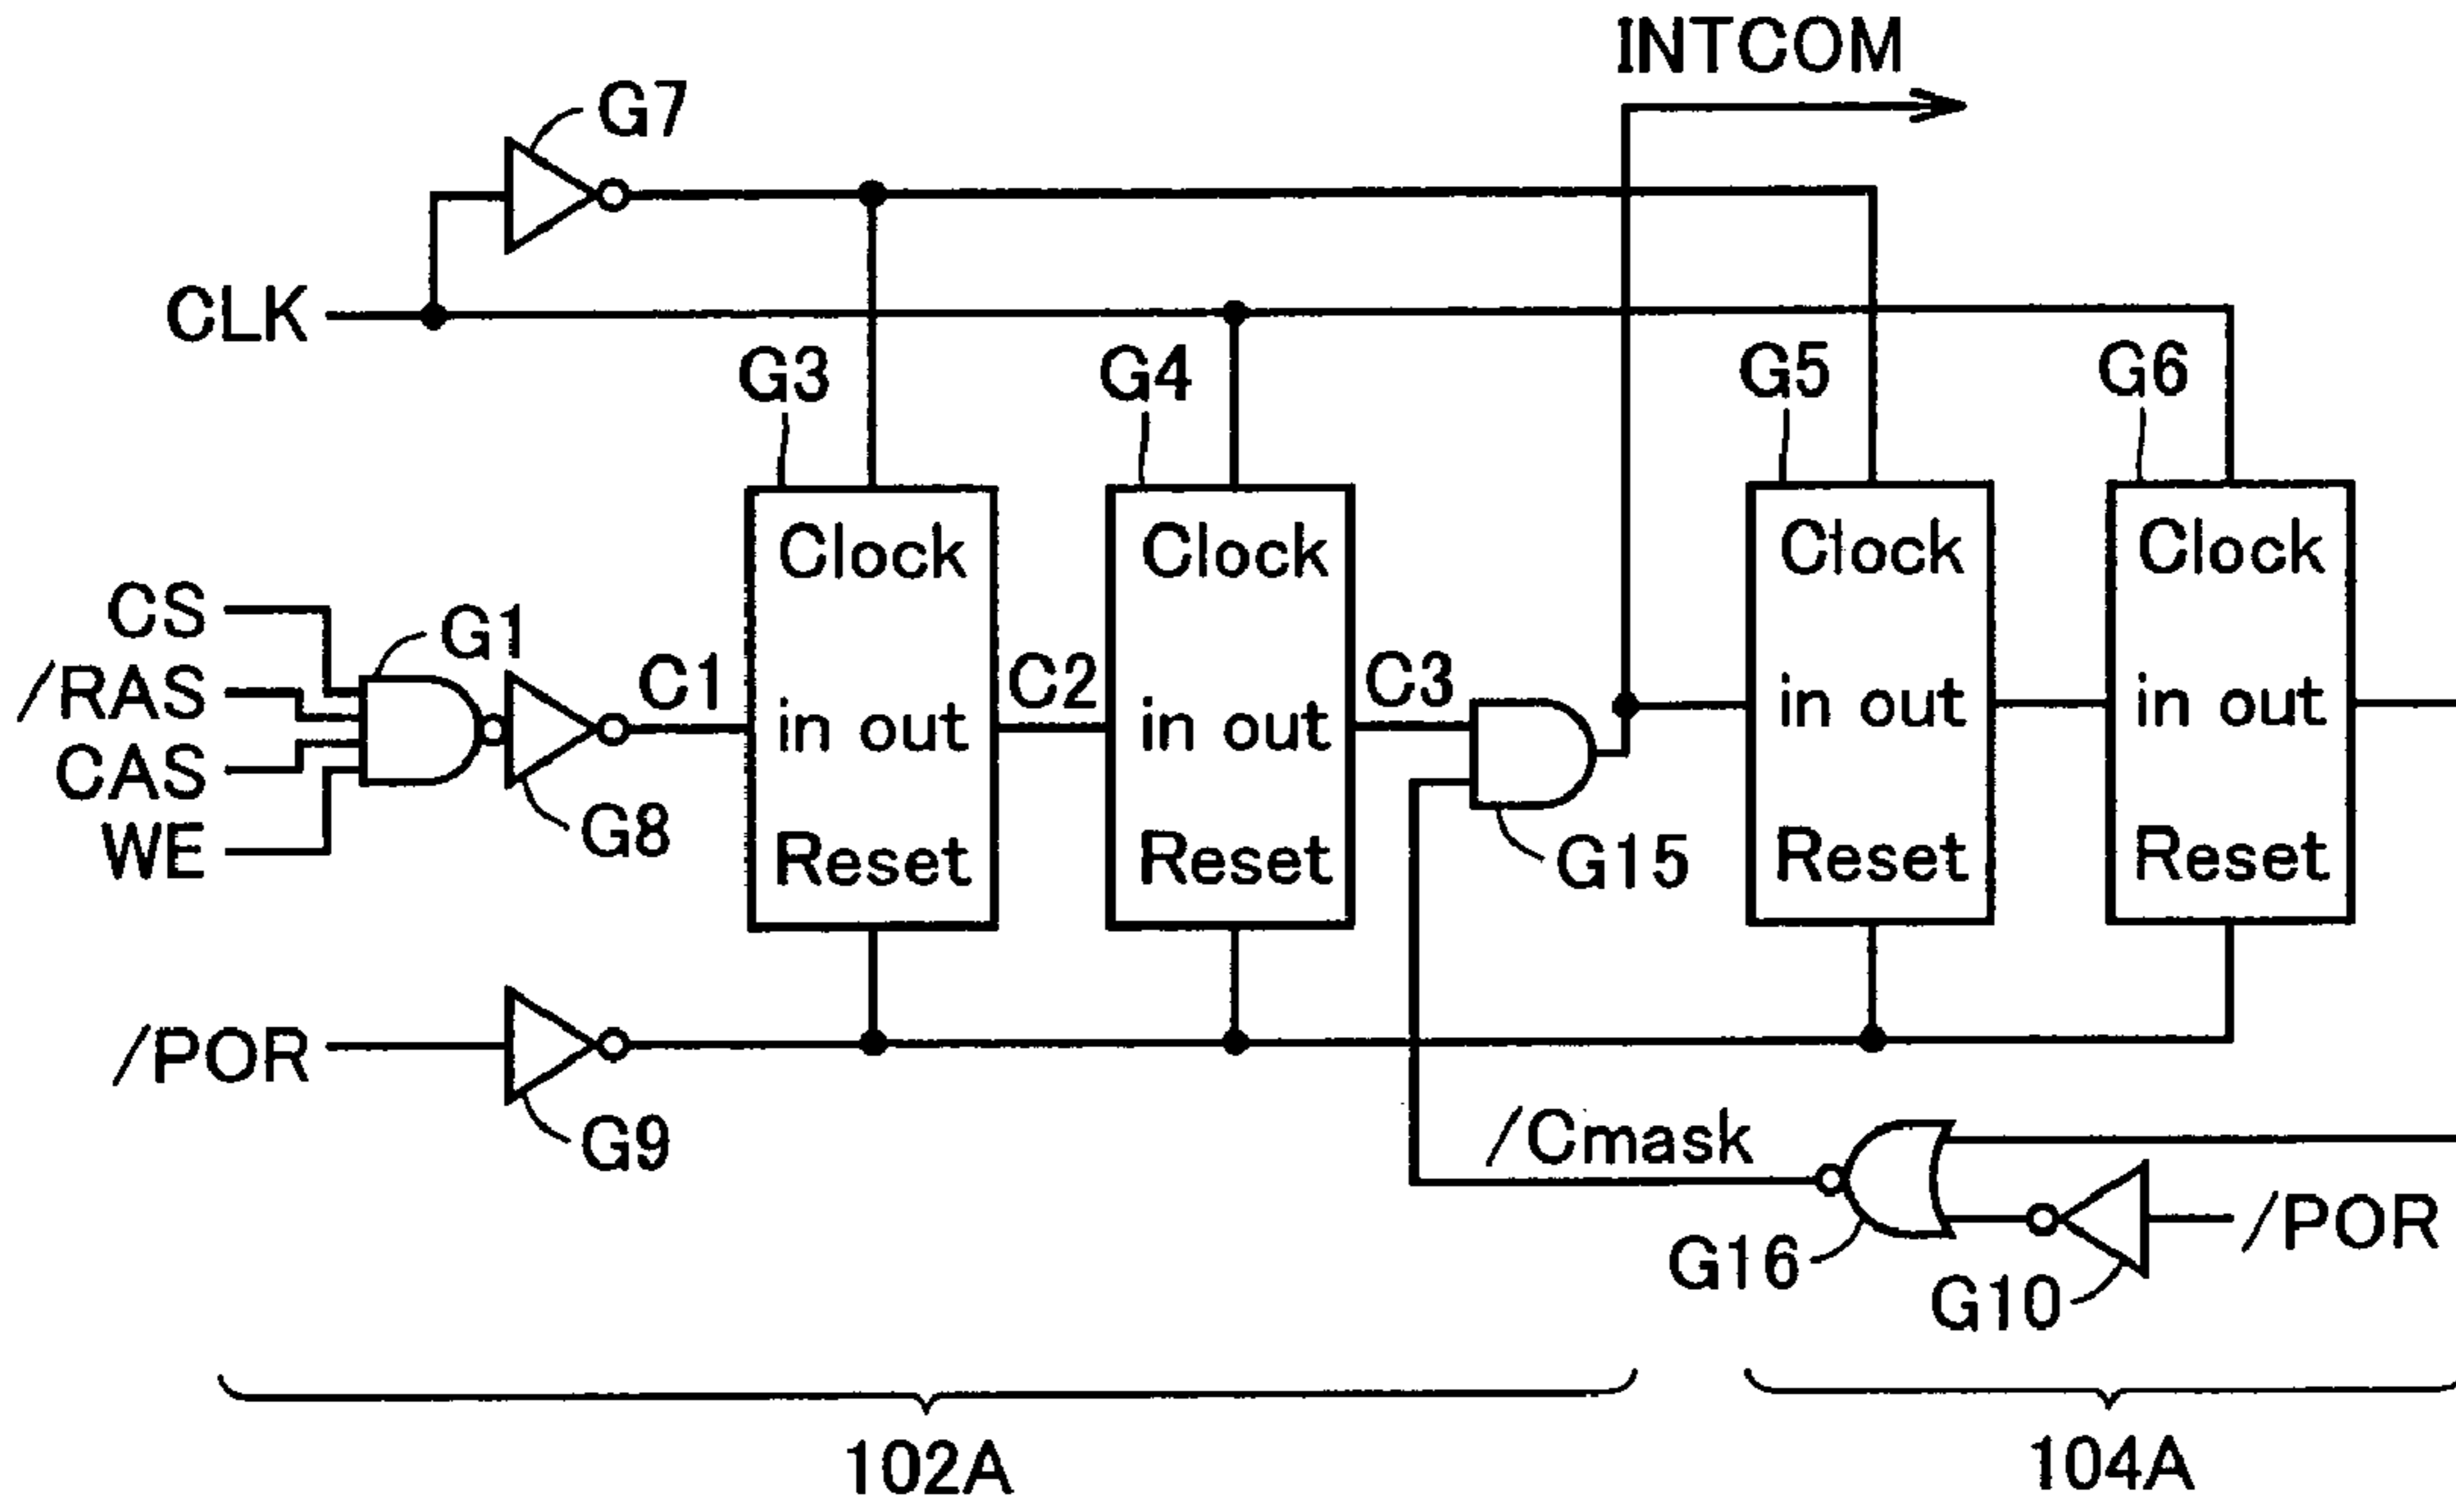 INTCOM
G7
CLK
G3
G4
G5
G6
Clock
Clock
Clock
Clock
CS
/RAS
CAS
WE
G1
G8
C1
C2
C3
in out
in out
in out
in out
G15
Reset
Reset
Reset
Reset
/POR
G9
/Cmask
G16
G10
/POR
102A
104A